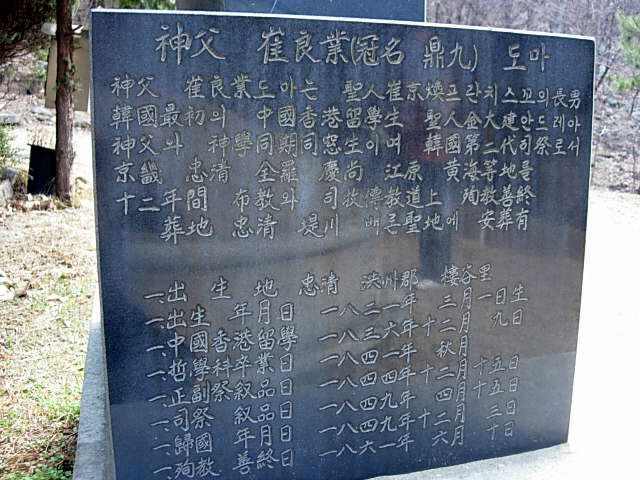 神父 崔良業(冠名 鼎九) 도마
神父 崔良業도마는 聖人崔京煥프란치스꼬의長男
韓國最初의 中國香港留學生 聖人金大建안드레아
神父와 神學同期同窓生이며 韓國第二代司祭로서
京畿 忠淸 全羅 慶尙 江原 黃海等地를
十二年間 布敎와 司牧 傳敎道上에 殉敎善終
葬地 忠淸 堤川 배론聖地에 安葬有
一.出生地 忠淸 洪州郡 樓谷里
一.出生年月日 一八二一年 三月一日生
一.中國香港留學 一八三六年十二月九日
一.哲學科卒業日 一八四一年 秋月
一.正副祭叙品日 一八四四年十二月十五日
一.司祭叙品日 一八四九年 四月十五日
一.歸國年月日 一八四九年十二月三日
一.殉敎善終日 一八六一年 六月十日